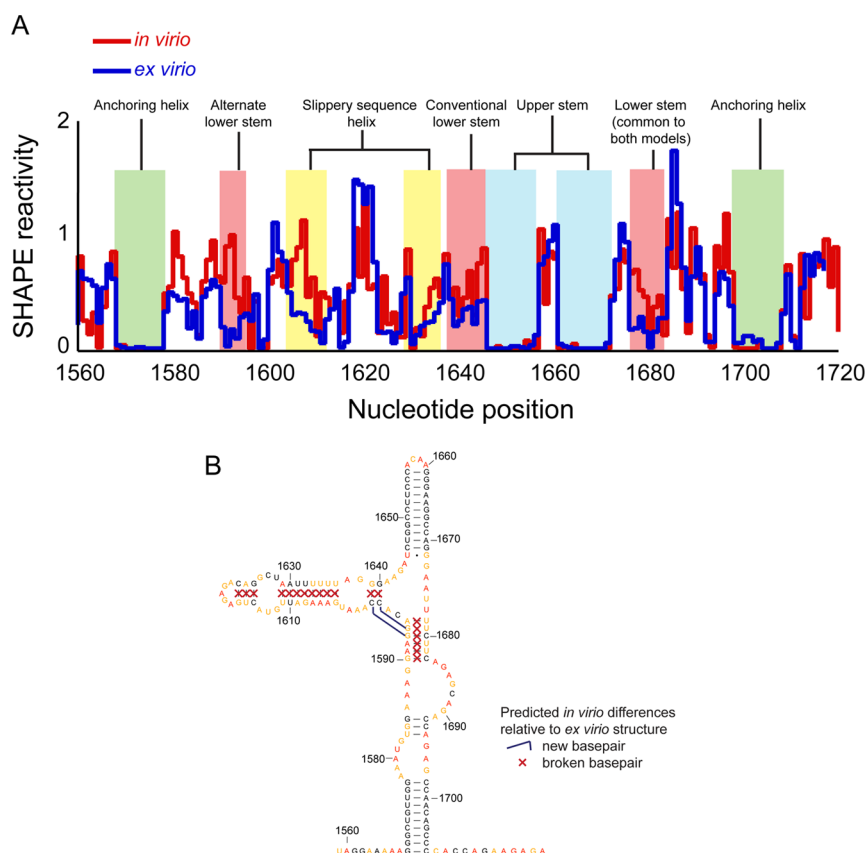 A
in virio
ex virio
Anchoring helix
Alternate
lower stem
Slippery sequence
helix
Conventional
lower stem
Upper stem
Lower stem
(common to
both models)
Anchoring helix
SHAPE reactivity
2
1
0
1560 1580 1600 1620 1640 1660 1680 1700 1720
Nucleotide position
B
1660
1650
1670
1630
1640
1610
1680
1590
1690
1580
1700
1560
Predicted in virio differences
relative to ex virio structure
new basepair
broken basepair
UAGGAAAAA
CACCAGAAGAGA